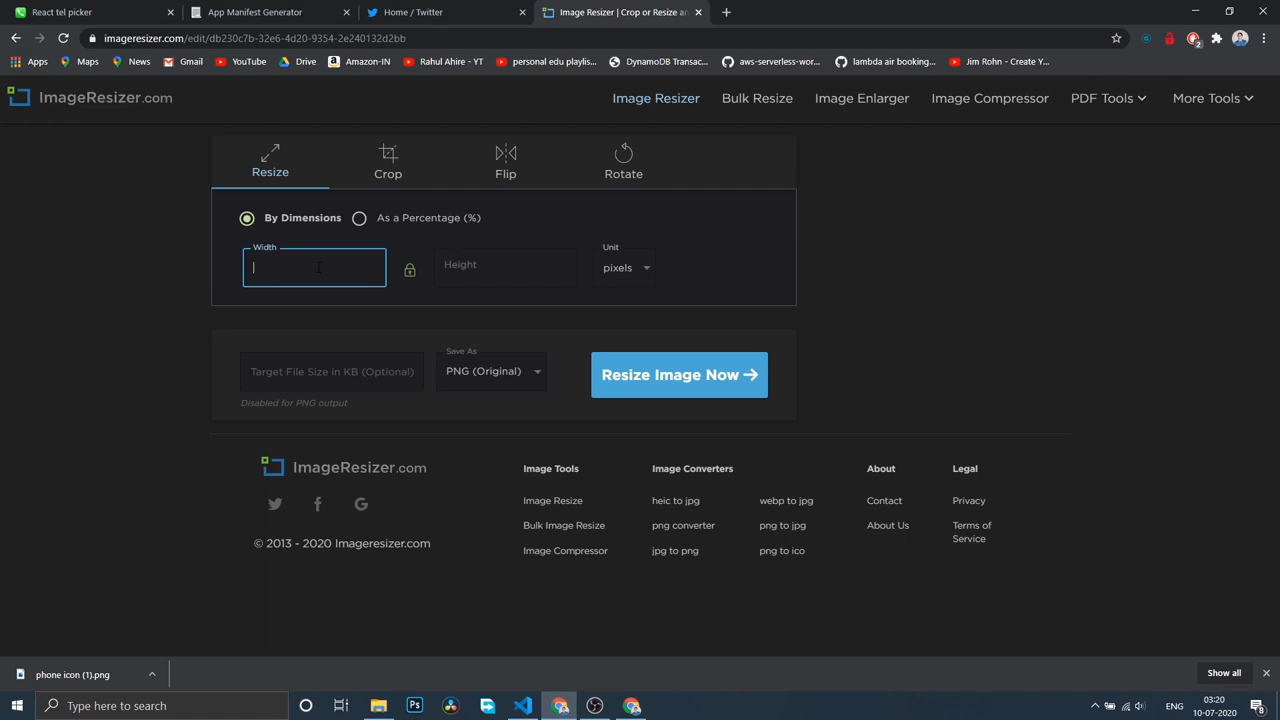 React tel picker
App Manifest Generator
Home / Twitter
Image Resizer | Crop or Resize an
imageresizer.com/edit/db230c7b-32e6-4d20-9354-2e240132d2bb
2
Apps
Maps
News
Gmail
YouTube
Drive
Amazon-IN
Rahul Ahire - YT
personal edu playlis...
DynamoDB Transac...
aws-serverless-wor...
lambda air booking...
Jim Rohn - Create Y...
ImageResizer.com
Image Resizer
Bulk Resize
Image Enlarger
Image Compressor
PDF Tools
More Tools
Resize
Crop
Flip
Rotate
By Dimensions
As a Percentage (%)
Width
Height
Unit
pixels
Target File Size in KB (Optional)
Save As
PNG (Original)
Resize Image Now
Disabled for PNG output
ImageResizer.com
© 2013 - 2020 Imageresizer.com
Image Tools
Image Resize
Bulk Image Resize
Image Compressor
Image Converters
heic to jpg
webp to jpg
png converter
png to jpg
jpg to png
png to ico
About
Contact
About Us
Legal
Privacy
Terms of
Service
phone icon (1).png
Show all
Type here to search
Ps
ENG
03:20
10-07-2020
8